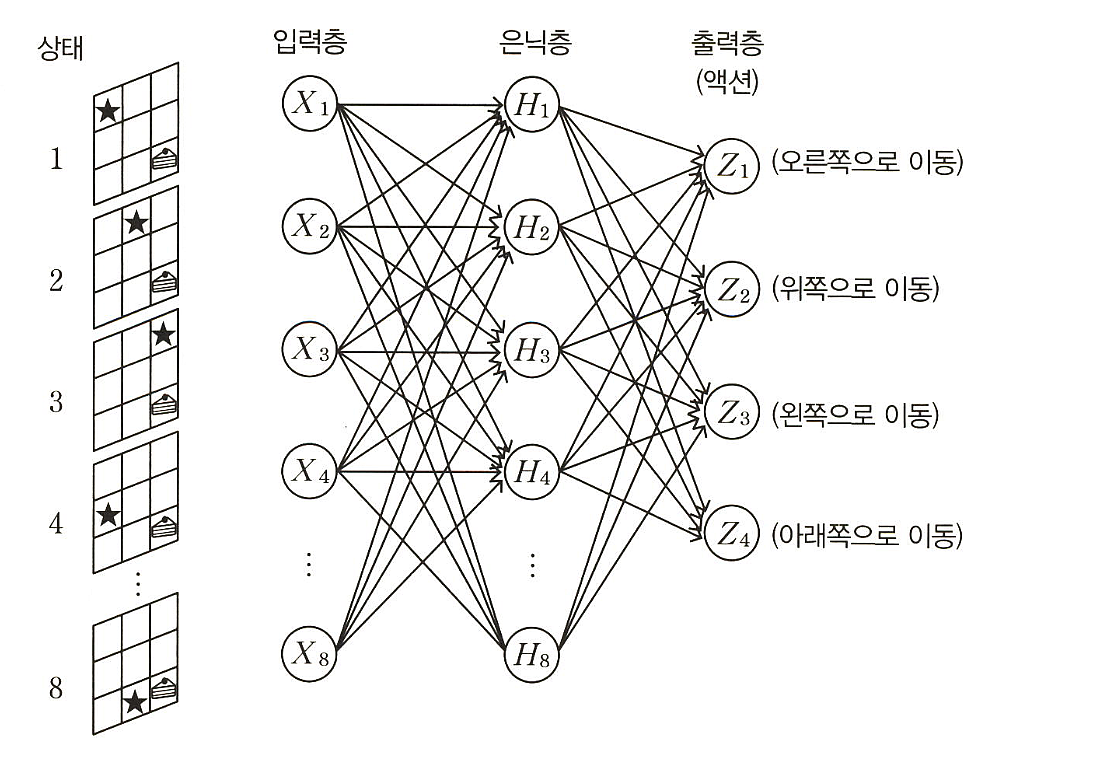 상태
입력층
은닉층
출력층
(액션)
1
2
3
4
⋮
8
X1
X2
X3
X4
⋮
X8
H1
H2
H3
H4
⋮
H8
Z1 (오른쪽으로 이동)
Z2 (위쪽으로 이동)
Z3 (왼쪽으로 이동)
Z4 (아래쪽으로 이동)